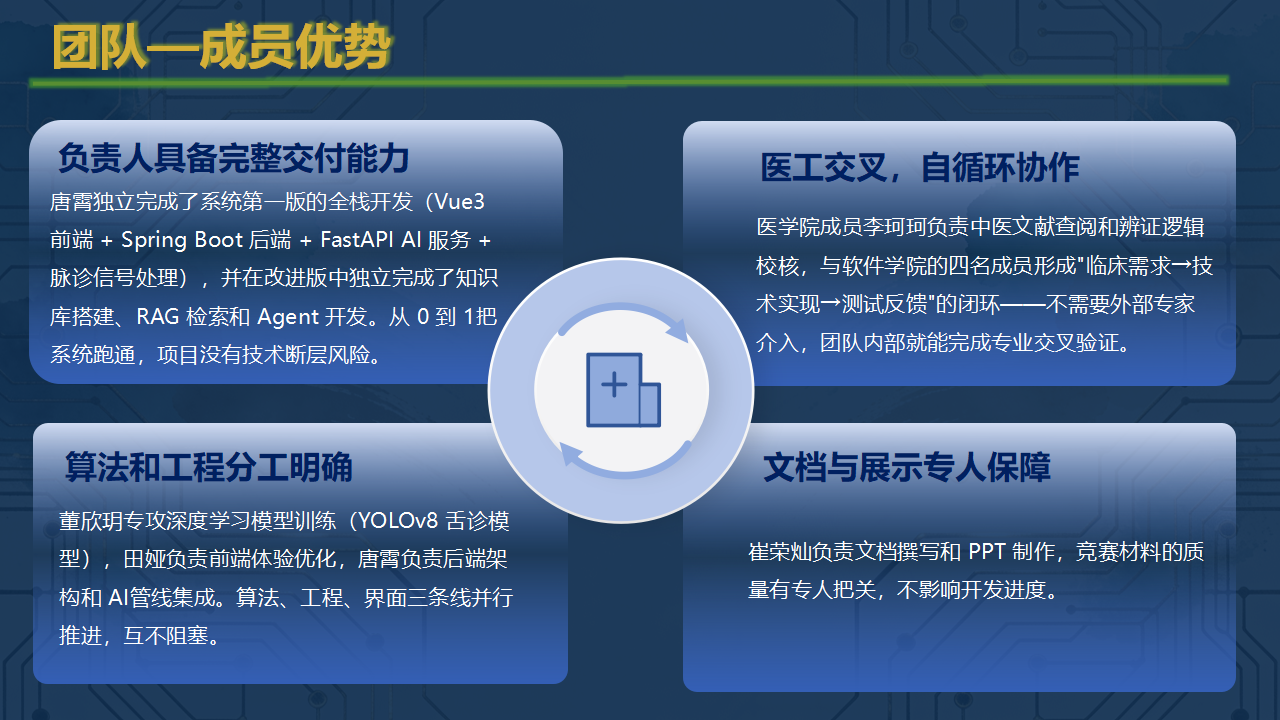 团队—成员优势
负责人具备完整交付能力
唐霄独立完成了系统第一版的全栈开发（Vue3
前端 + Spring Boot 后端 + FastAPI AI 服务 +
脉诊信号处理），并在改进版中独立完成了知识
库搭建、RAG 检索和 Agent 开发。从 0 到 1把
系统跑通，项目没有技术断层风险。
医工交叉，自循环协作
医学院成员李珂珂负责中医文献查阅和辨证逻辑
校核，与软件学院的四名成员形成"临床需求→技
术实现→测试反馈"的闭环——不需要外部专家
介入，团队内部就能完成专业交叉验证。
算法和工程分工明确
董欣玥专攻深度学习模型训练（YOLOv8 舌诊模
型），田娅负责前端体验优化，唐霄负责后端架
构和 AI管线集成。算法、工程、界面三条线并行
推进，互不阻塞。
文档与展示专人保障
崔荣灿负责文档撰写和 PPT 制作，竞赛材料的质
量有专人把关，不影响开发进度。